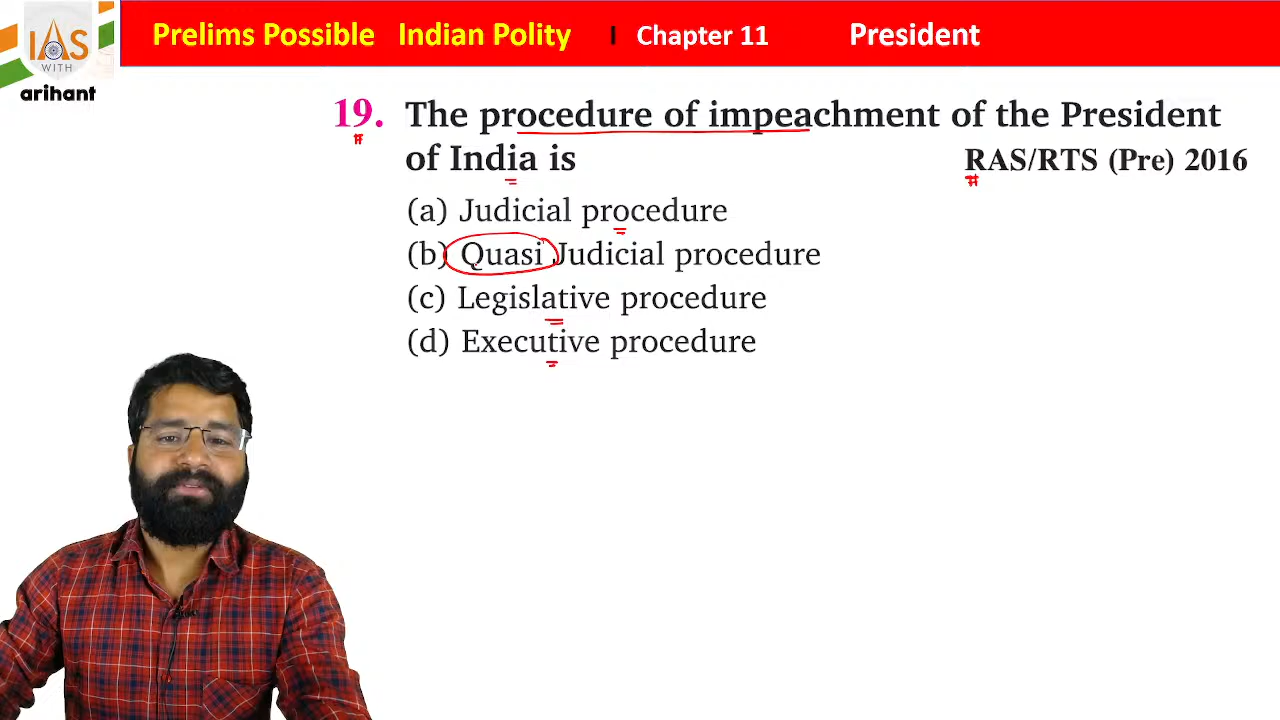 Prelims Possible Indian Polity | Chapter 11 President
IAS
WITH
arihant
19. The procedure of impeachment of the President
of India is RAS/RTS (Pre) 2016
(a) Judicial procedure
(b) Quasi Judicial procedure
(c) Legislative procedure
(d) Executive procedure